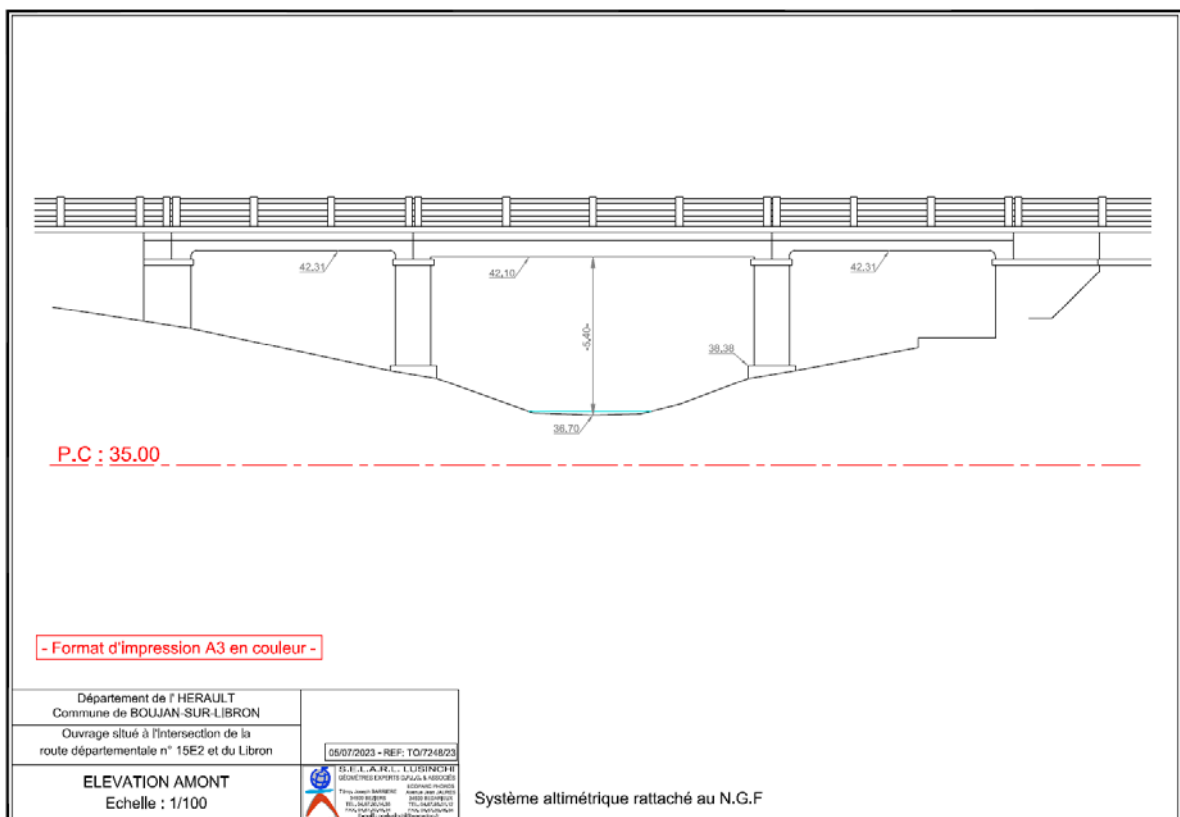 42.31
42.10
42.31
-5.40-
38.38
36.70
P.C : 35.00
- Format d'impression A3 en couleur -
Département de l' HERAULT
Commune de BOUJAN-SUR-LIBRON
Ouvrage situé à l'intersection de la
route départementale n° 15E2 et du Libron
05/07/2023 - REF: TO/7248/23
ELEVATION AMONT
Echelle : 1/100
S.E.L.A.R.L. LUSINCHI
GÉOMÈTRES EXPERTS D.P.L.G. & ASSOCIÉS
Système altimétrique rattaché au N.G.F